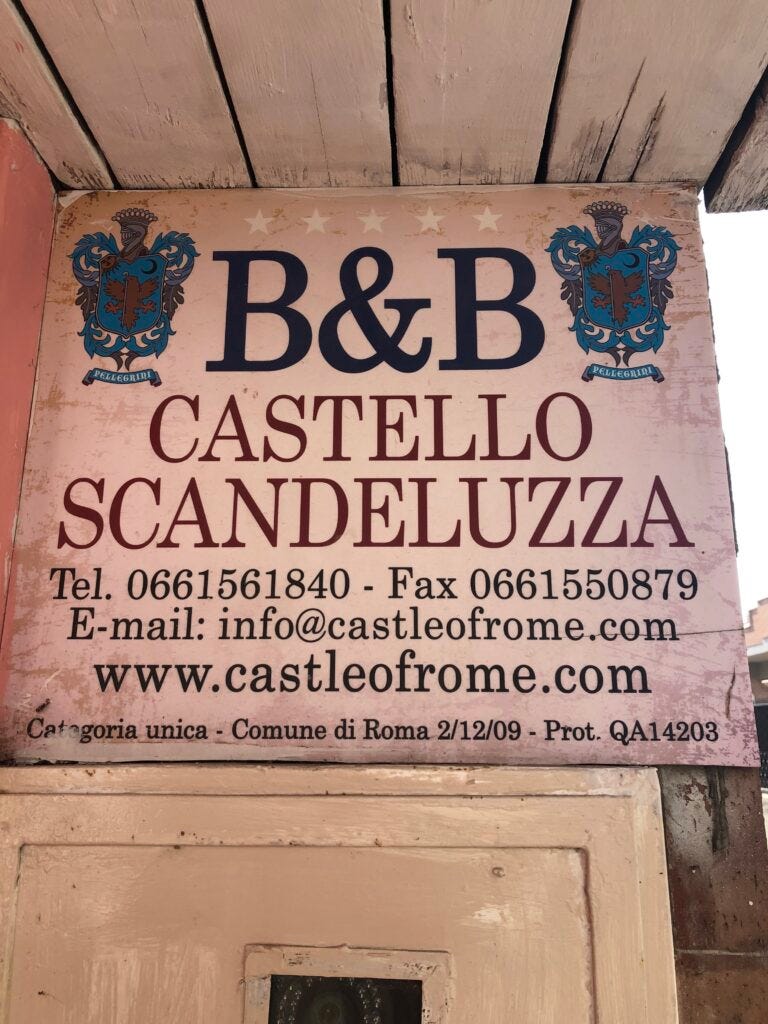 B&B
PELLEGRINI
PELLEGRINI
CASTELLO
SCANDELUZZA
Tel. 0661561840 - Fax 0661550879
E-mail: info@castleofrome.com
www.castleofrome.com
Categoria unica - Comune di Roma 2/12/09 - Prot. QA14203